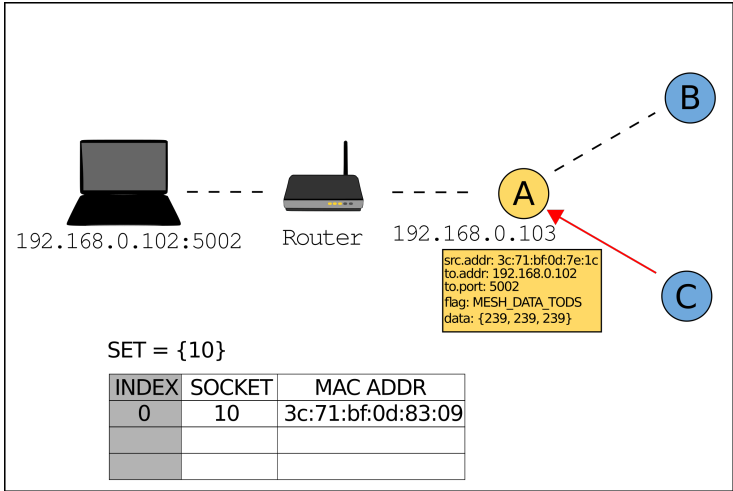 B
A
192.168.0.102:5002
Router
192.168.0.103
src.addr: 3c:71:bf:0d:7e:1c
to.addr: 192.168.0.102
to.port: 5002
flag: MESH_DATA_TODS
data: {239, 239, 239}
C
SET = {10}
INDEX SOCKET MAC ADDR
0 10 3c:71:bf:0d:83:09